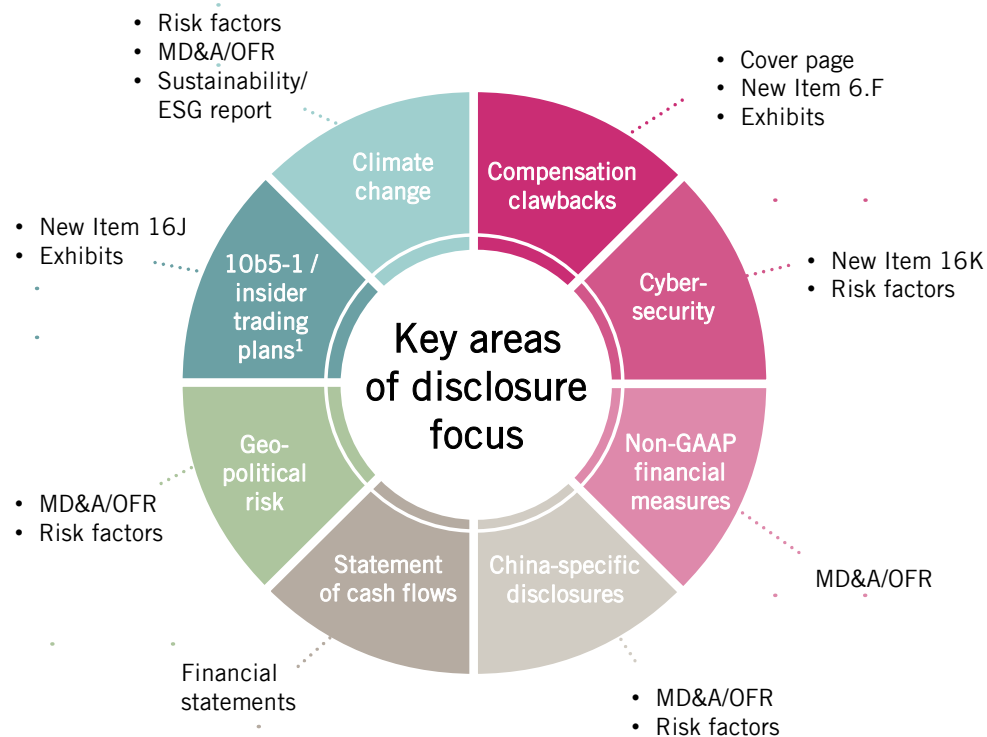 • Risk factors
• MD&A/OFR
• Sustainability/
ESG report
• Cover page
• New Item 6.F
• Exhibits
Climate
change
Compensation
clawbacks
• New Item 16J
• Exhibits
10b5-1 /
insider
trading
plans¹
Cyber-
security
• New Item 16K
• Risk factors
Key areas
of disclosure
focus
Geo-
political
risk
Non-GAAP
financial
measures
• MD&A/OFR
• Risk factors
MD&A/OFR
Statement
of cash flows
China-specific
disclosures
Financial
statements
• MD&A/OFR
• Risk factors